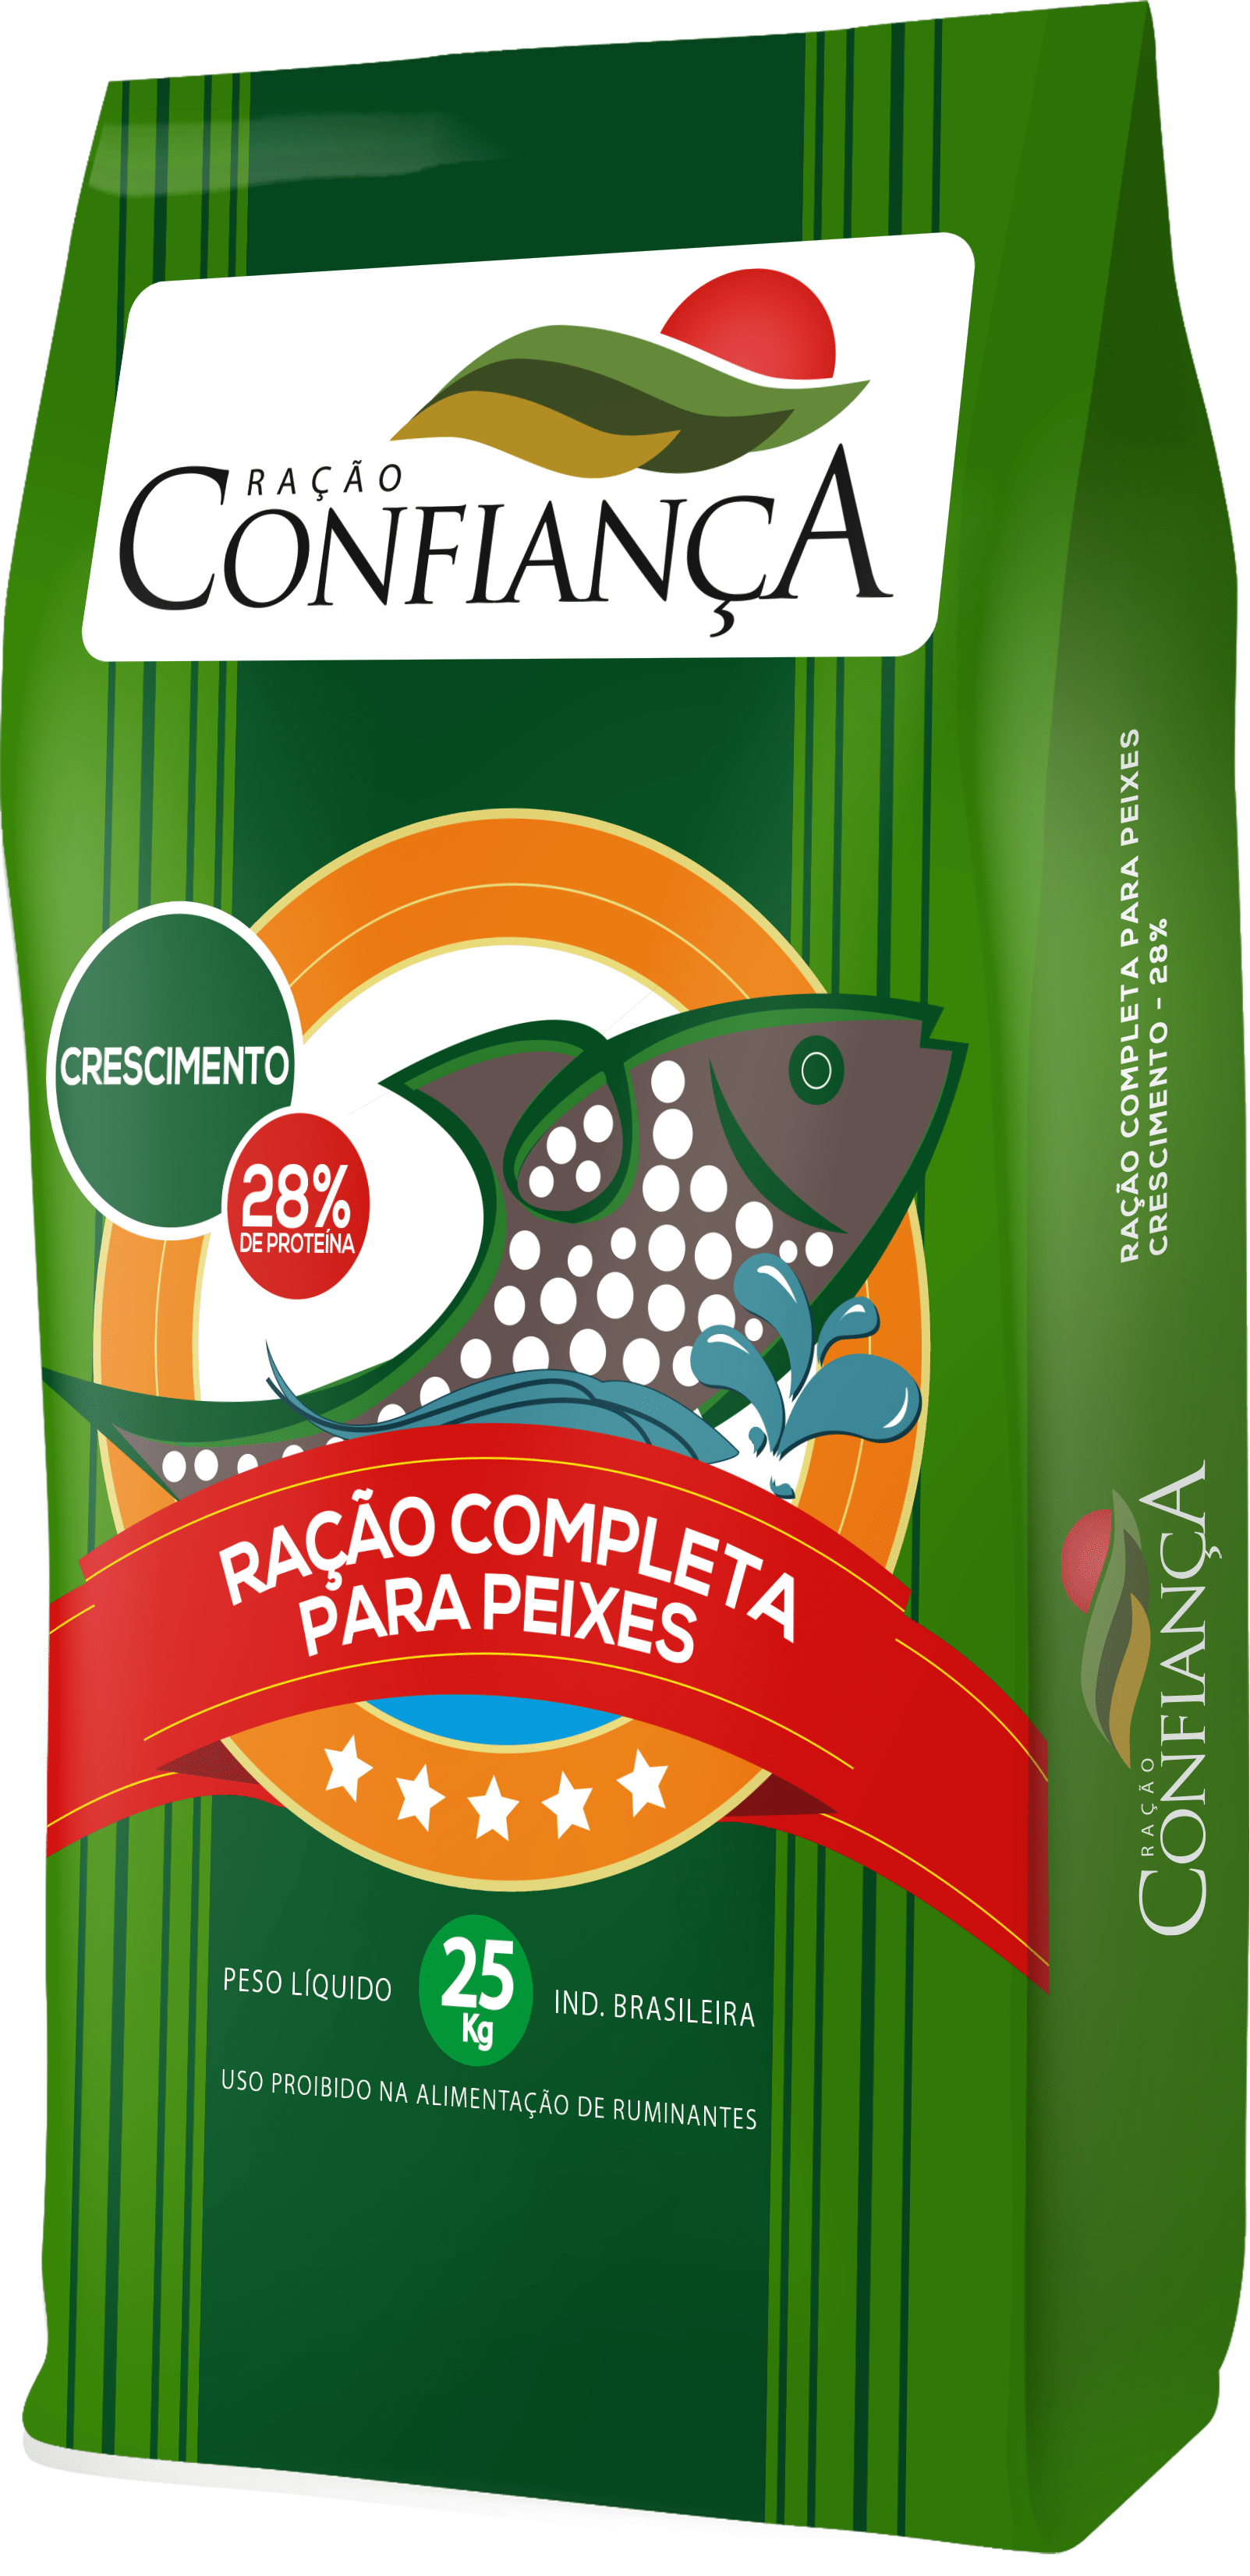 RAÇÃO
CONFIANÇA
CRESCIMENTO
28%
DE PROTEÍNA
RAÇÃO COMPLETA
PARA PEIXES
PESO LÍQUIDO
25
Kg
IND. BRASILEIRA
USO PROIBIDO NA ALIMENTAÇÃO DE RUMINANTES
RAÇÃO COMPLETA PARA PEIXES
CRESCIMENTO - 28%
RAÇÃO
CONFIANÇA